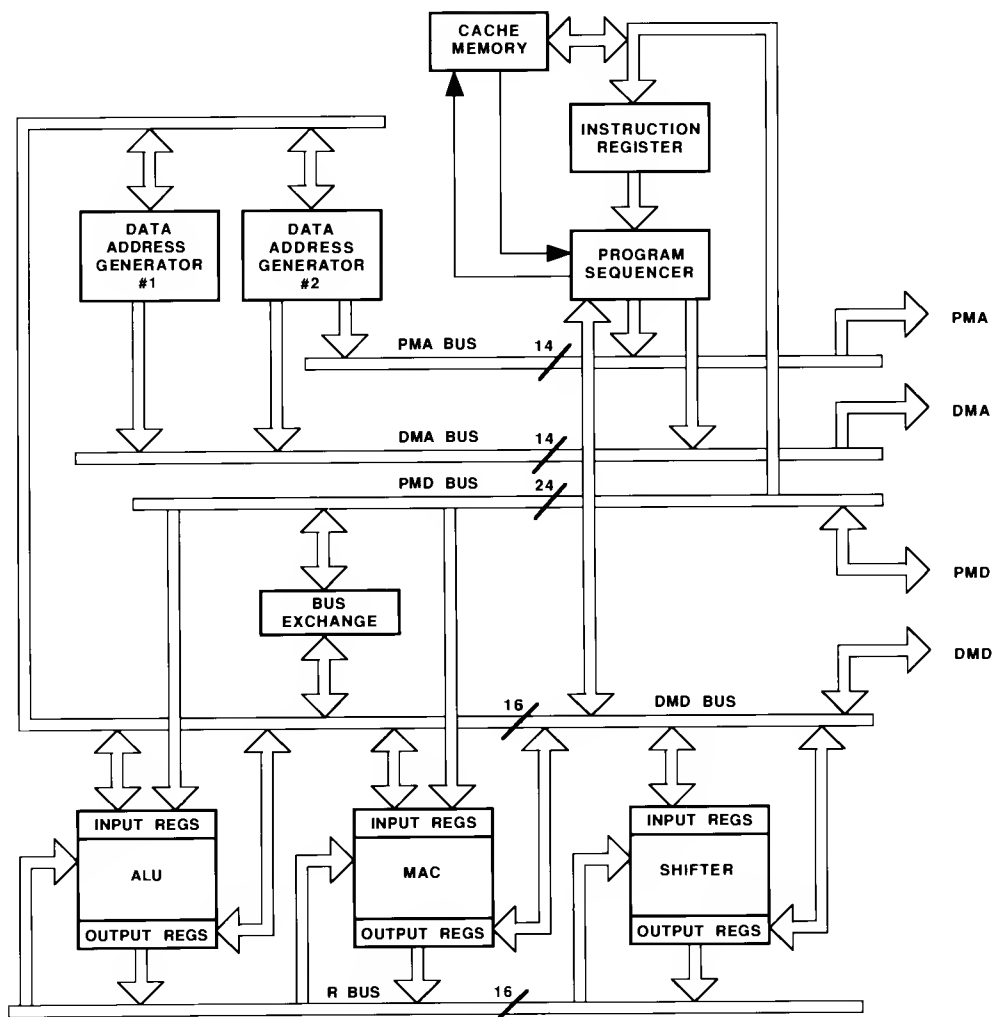 CACHE
MEMORY
INSTRUCTION
REGISTER
DATA
ADDRESS
GENERATOR
#1
DATA
ADDRESS
GENERATOR
#2
PROGRAM
SEQUENCER
PMA
PMA BUS
14
DMA
DMA BUS
14
PMD BUS
24
PMD
BUS
EXCHANGE
DMD
16
DMD BUS
INPUT REGS
ALU
OUTPUT REGS
INPUT REGS
MAC
OUTPUT REGS
INPUT REGS
SHIFTER
OUTPUT REGS
R BUS
16